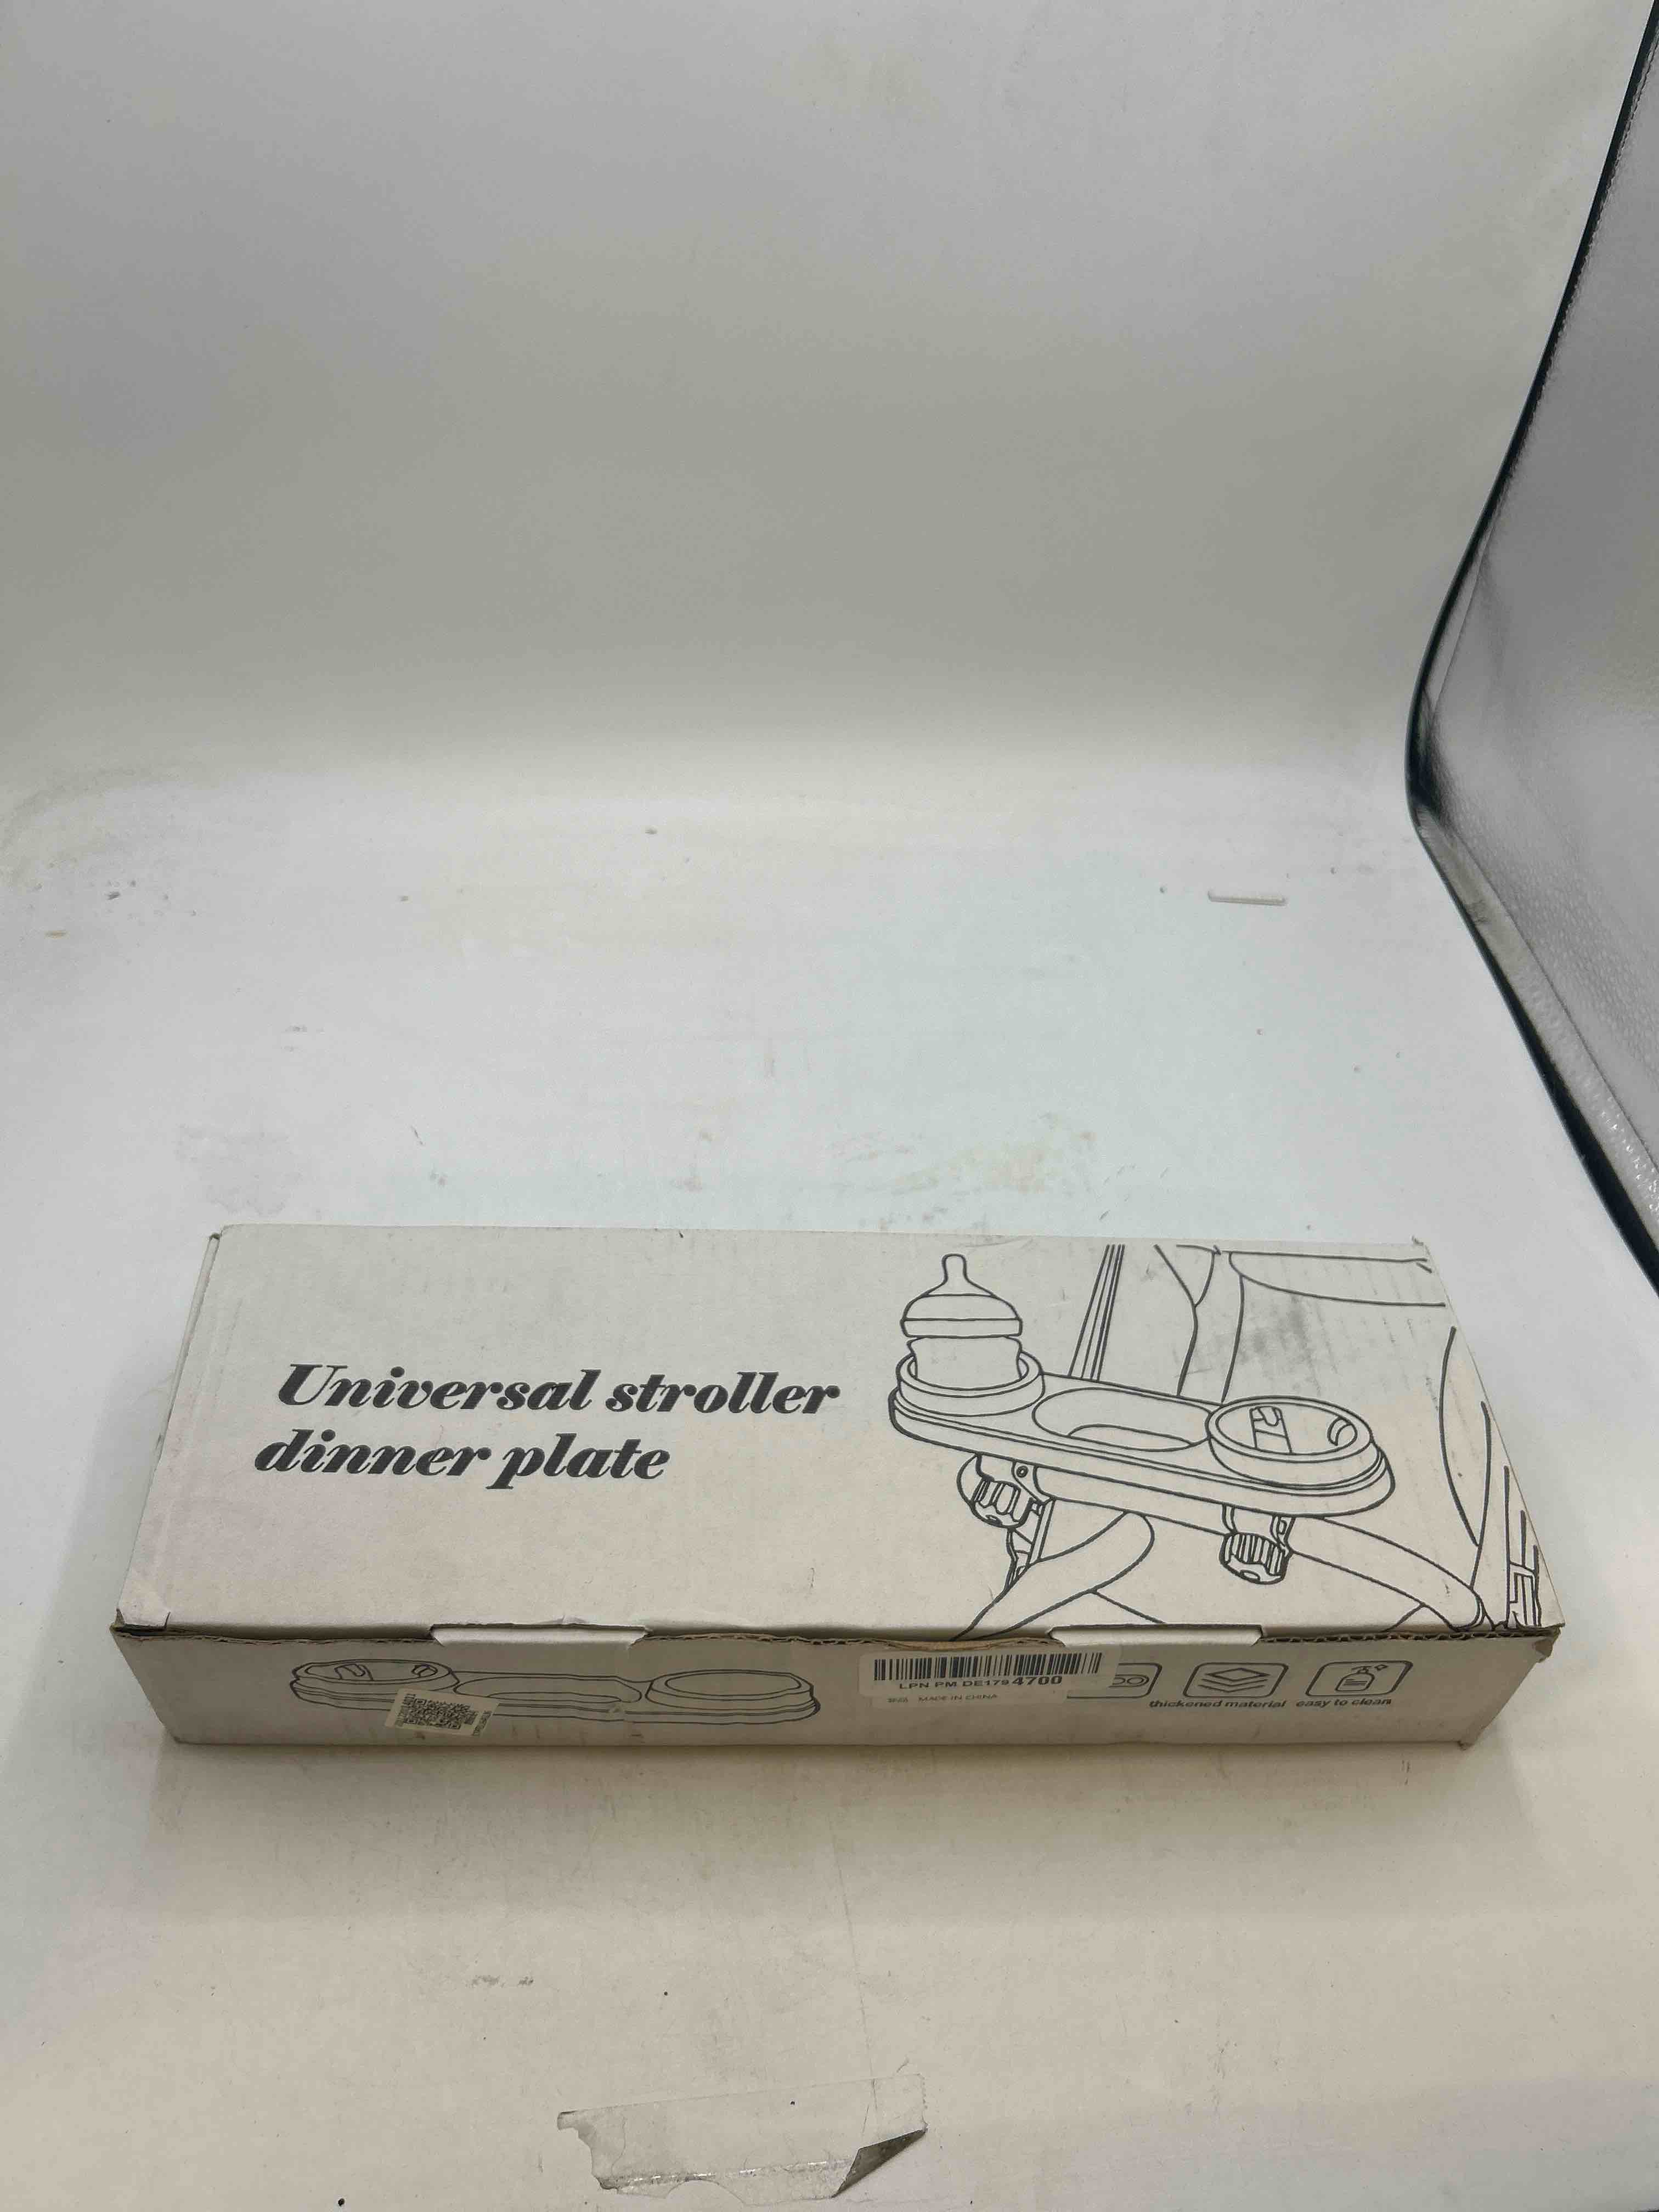 Universal stroller
dinner plate
LPN PM DE1794700
MADE IN CHINA
thickened material easy to clean